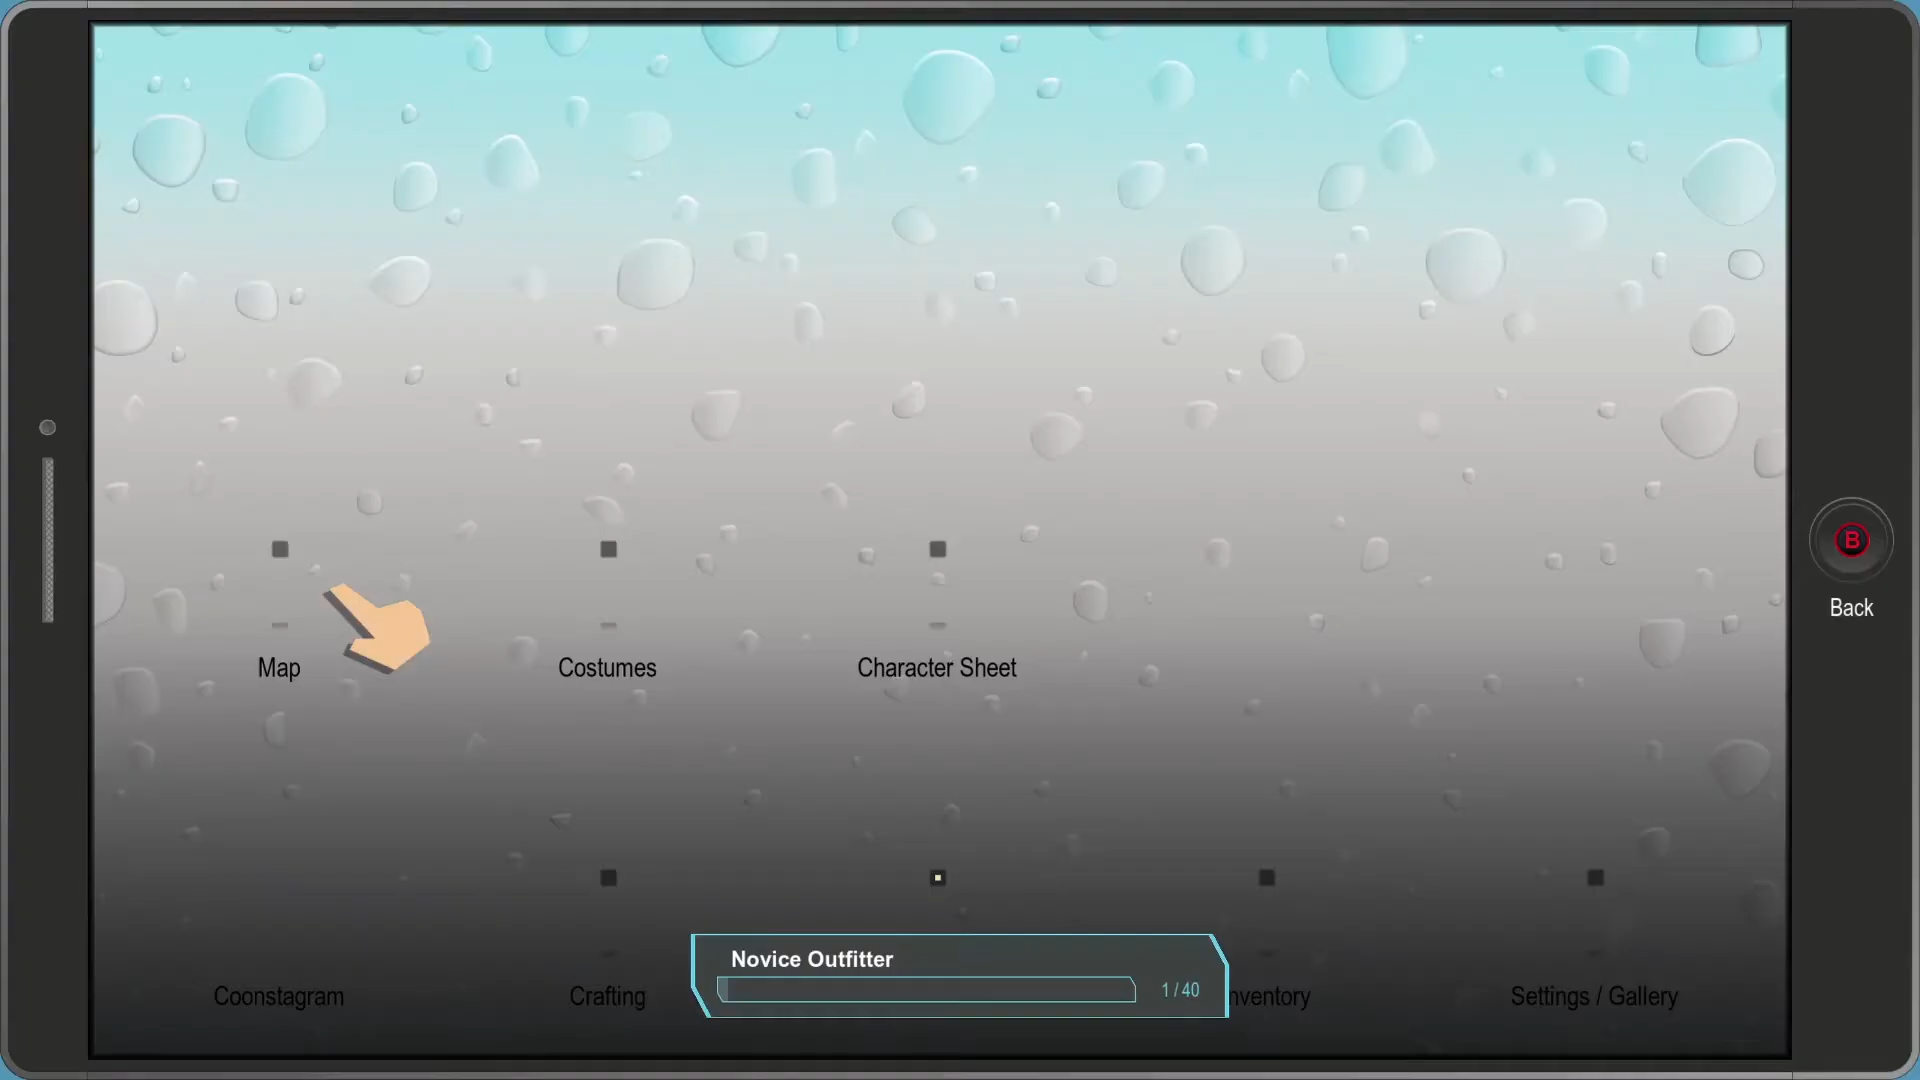 B
Back
Map
Costumes
Character Sheet
Novice Outfitter
1 / 40
Coonstagram
Crafting
nventory
Settings / Gallery